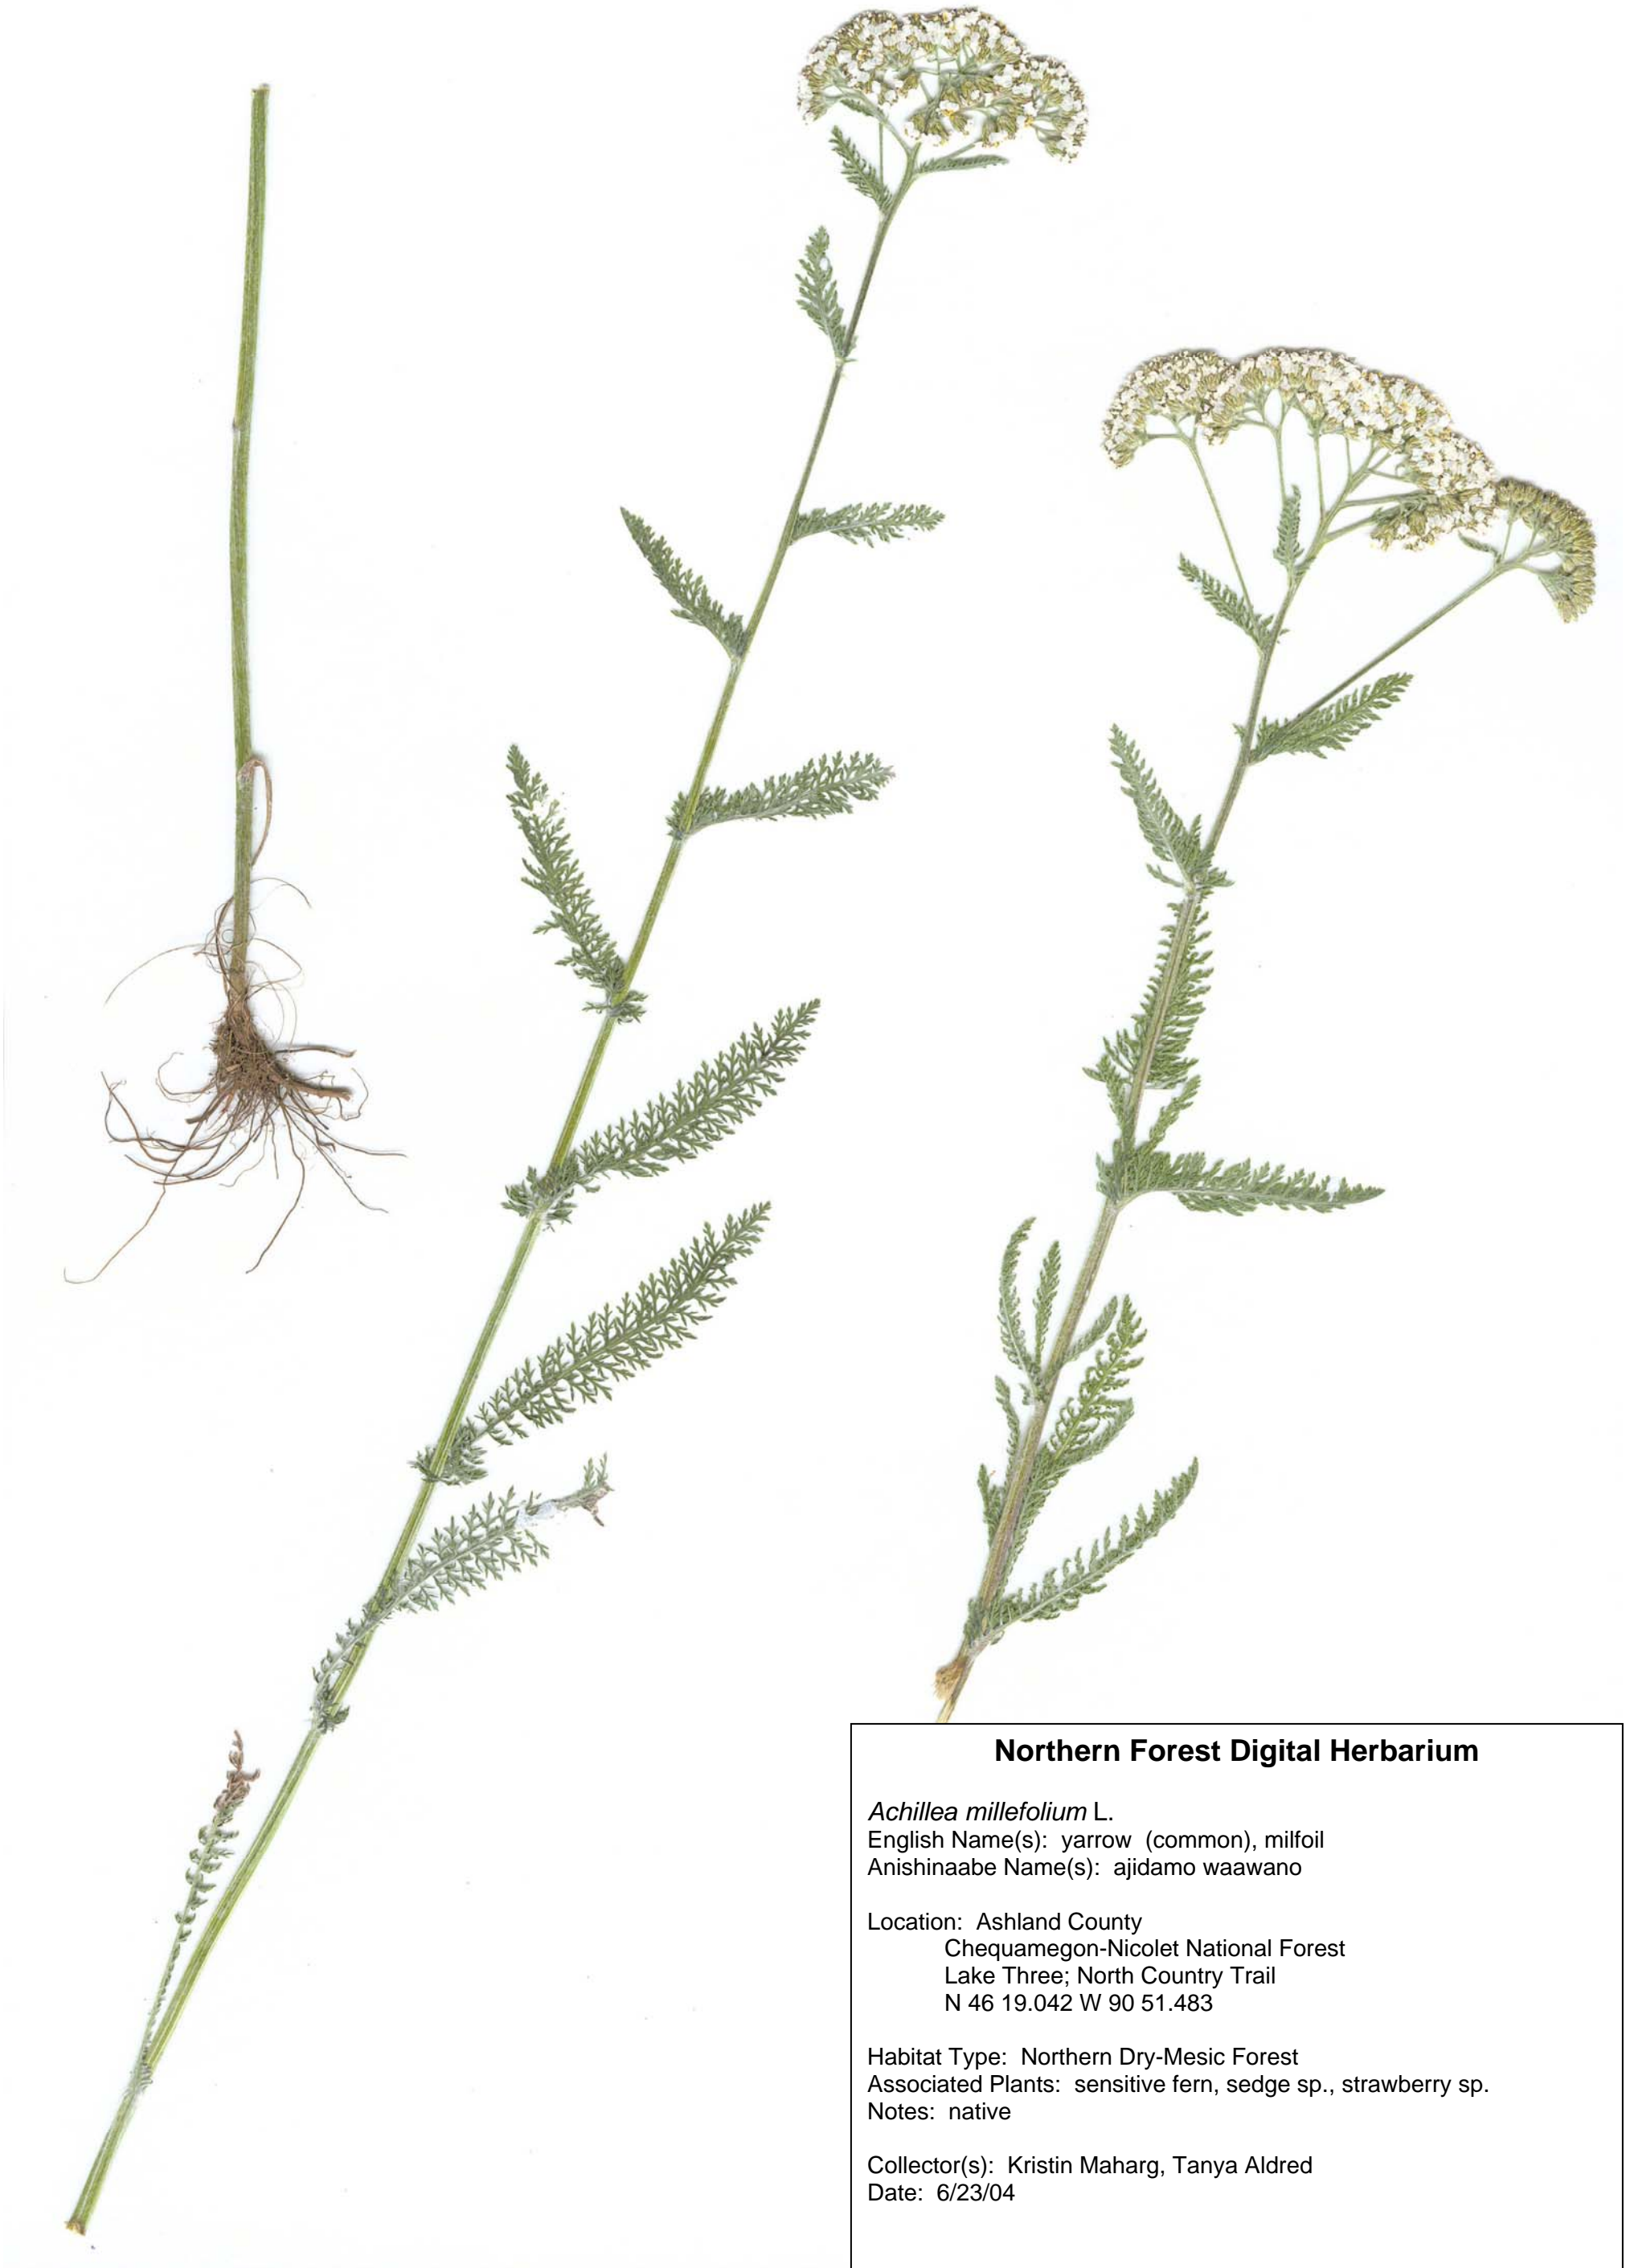 Northern Forest Digital Herbarium
Achillea millefolium L.
English Name(s): yarrow (common), milfoil
Anishinaabe Name(s): ajidamo waawano
Location: Ashland County
Chequamegon-Nicolet National Forest
Lake Three; North Country Trail
N 46 19.042 W 90 51.483
Habitat Type: Northern Dry-Mesic Forest
Associated Plants: sensitive fern, sedge sp., strawberry sp.
Notes: native
Collector(s): Kristin Maharg, Tanya Aldred
Date: 6/23/04